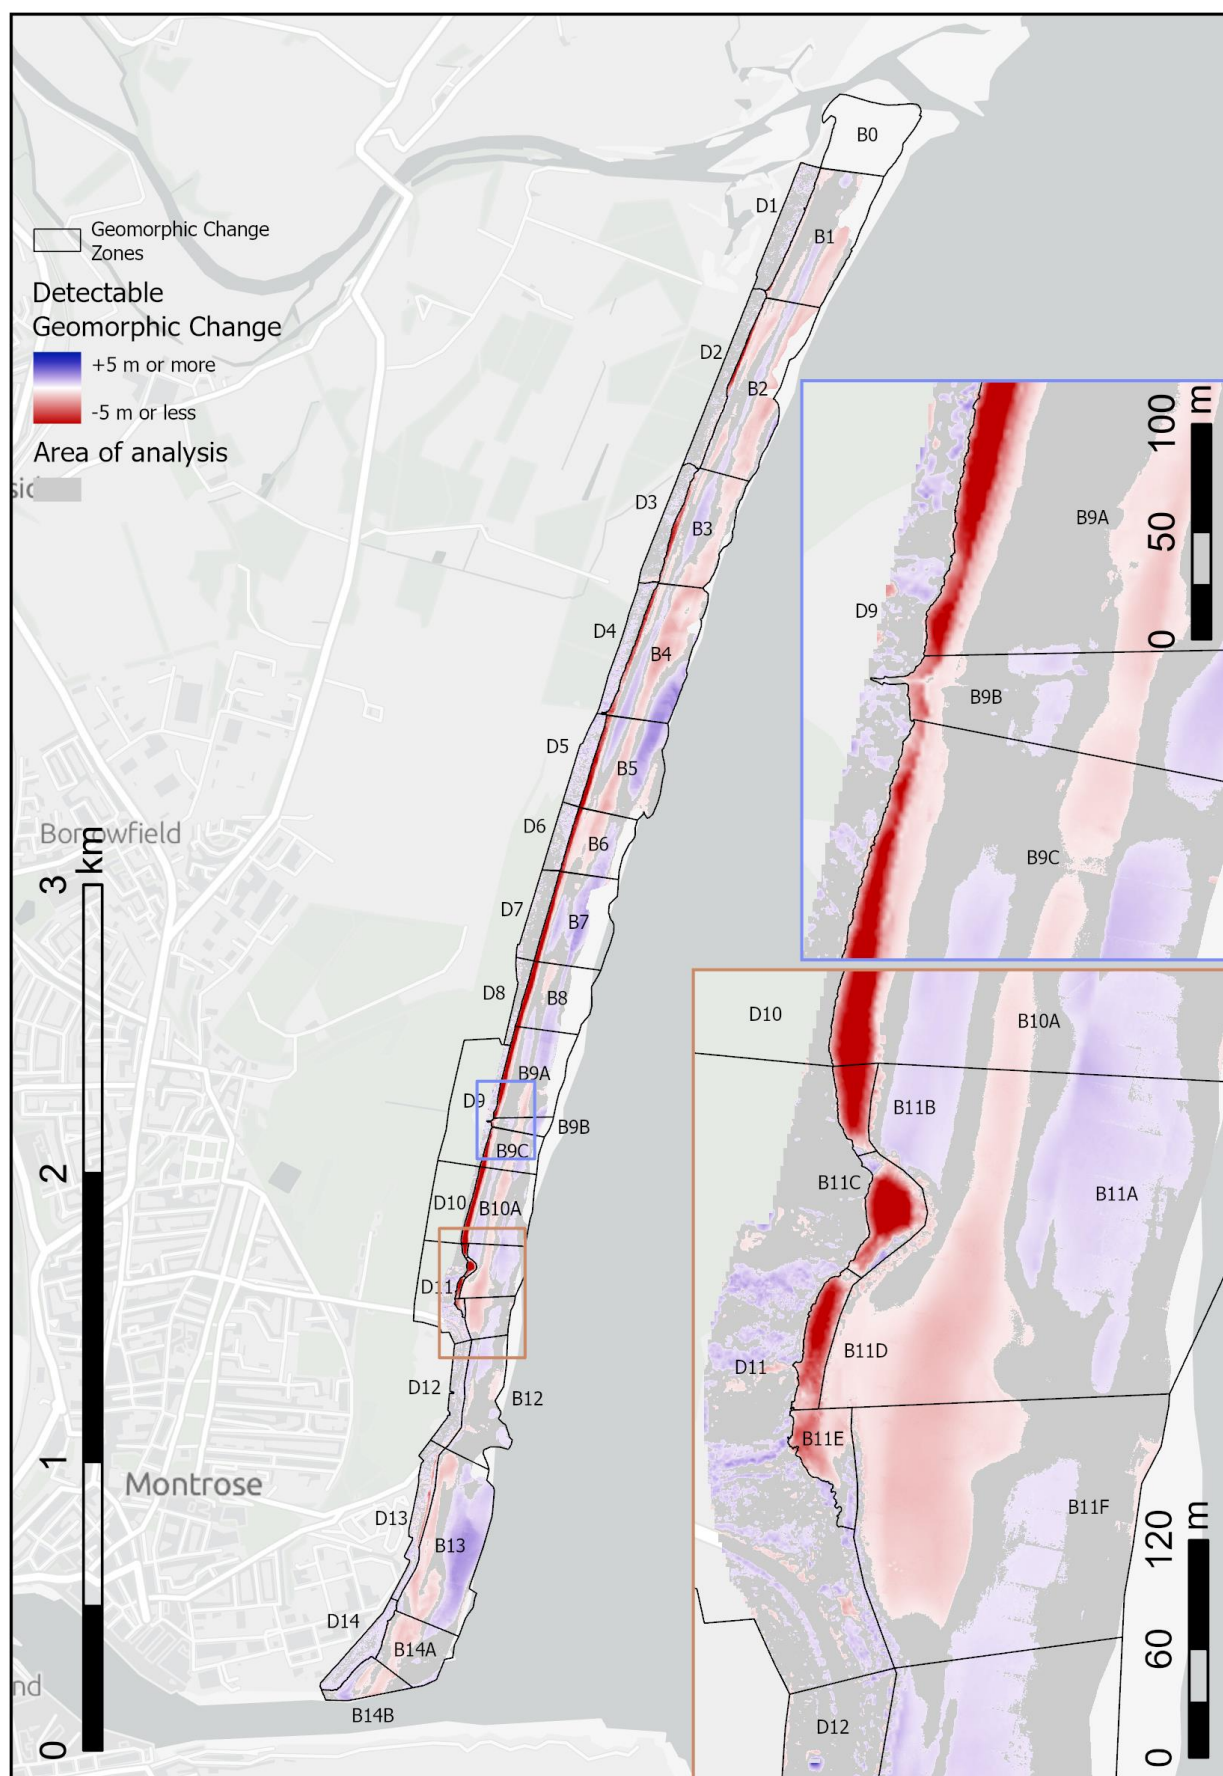 B0
D1
B1
Geomorphic Change
Zones
Detectable
Geomorphic Change
+5 m or more
-5 m or less
Area of analysis
sid
D2
B2
D3
B3
D4
B4
D5
B5
D6
B6
D7
B7
D8
B8
B9A
D9
B9B
B9C
D10
B10A
D11
D12
B12
D13
B13
D14
B14A
B14B
Borrowfield
Montrose
nd
3
km
2
1
0
B9A
D9
B9B
B9C
100
m
50
0
D10
B10A
B11B
B11C
B11A
B11D
D11
B11E
B11F
D12
120
m
60
0